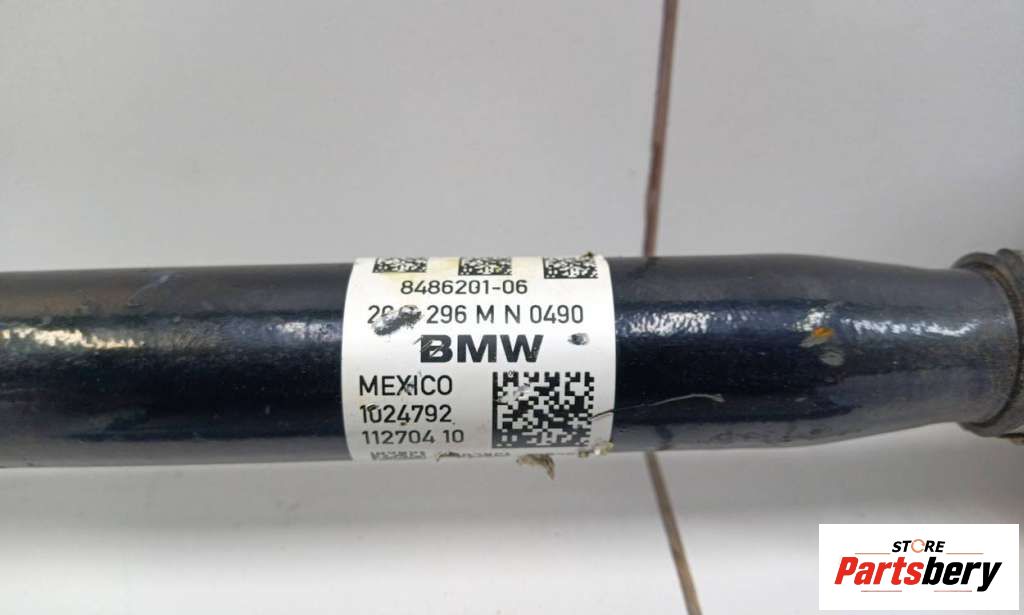 8486201-06
296 M N 0490
BMW
MEXICO
1024792
112704 10
STORE
Partsbery